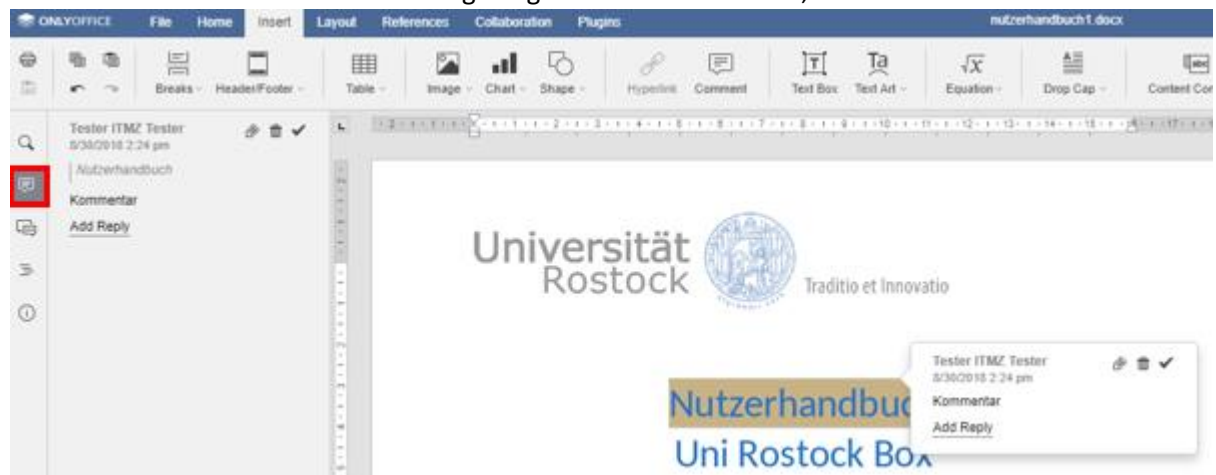 ONLYOFFICE File Home Insert Layout References Collaboration Plugins nutzerhandbuch1.docx
Breaks Header/Footer Table Image Chart Shape Hyperlink Comment Text Box Text Art Equation Drop Cap Content Con
Tester ITMZ Tester
8/30/2018 2:24 pm
Nutzerhandbuch
Kommentar
Add Reply
Universität
Rostock
Traditio et Innovatio
Tester ITMZ Tester
8/30/2018 2:24 pm
Kommentar
Add Reply
Nutzerhandbuc
Uni Rostock Box